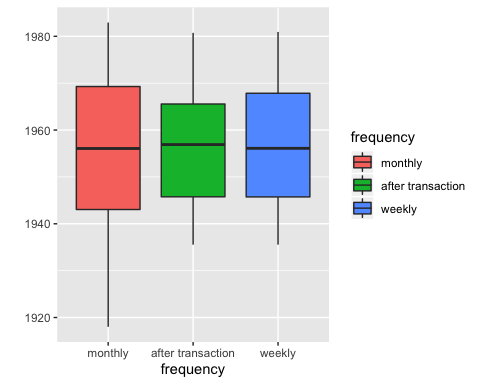 1980
1960
1940
1920
monthly after transaction weekly
frequency
frequency
monthly
after transaction
weekly